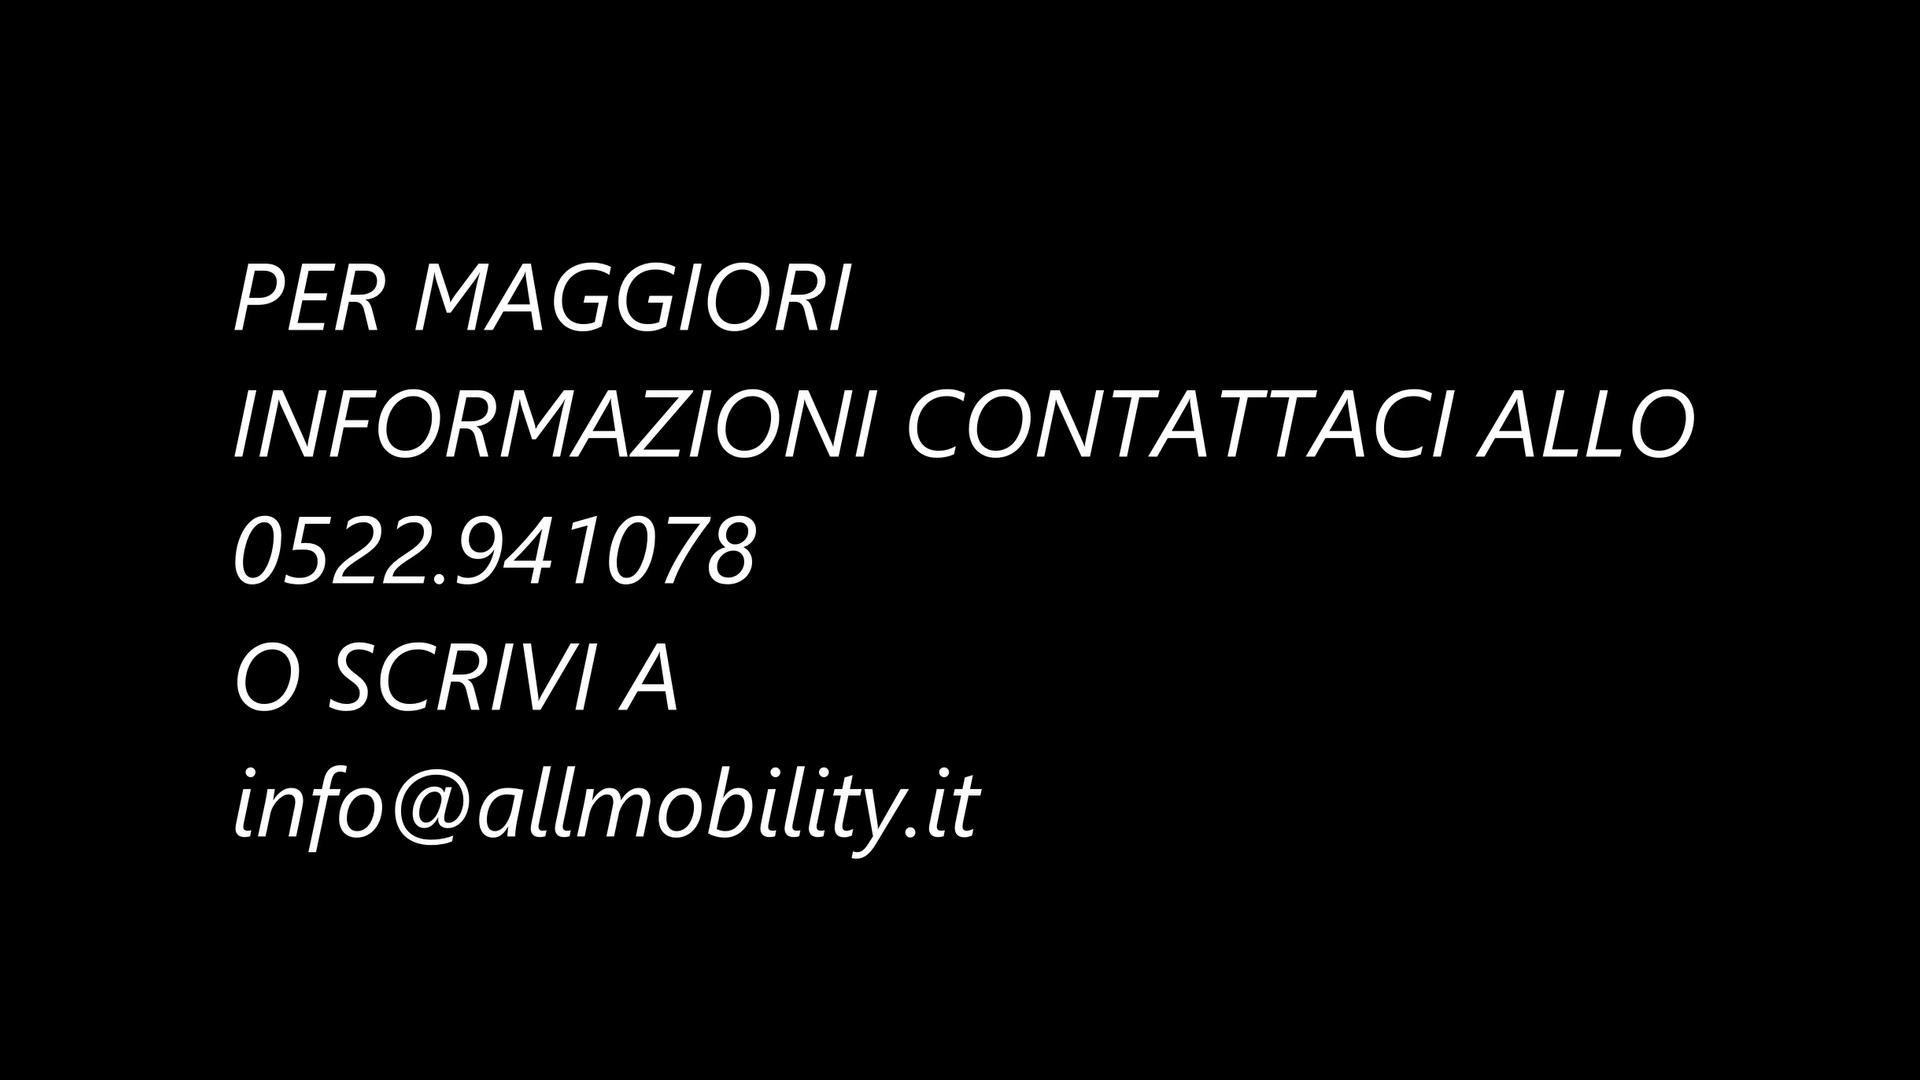 PER MAGGIORI
INFORMAZIONI CONTATTACI ALLO
0522.941078
O SCRIVI A
info@allmobility.it